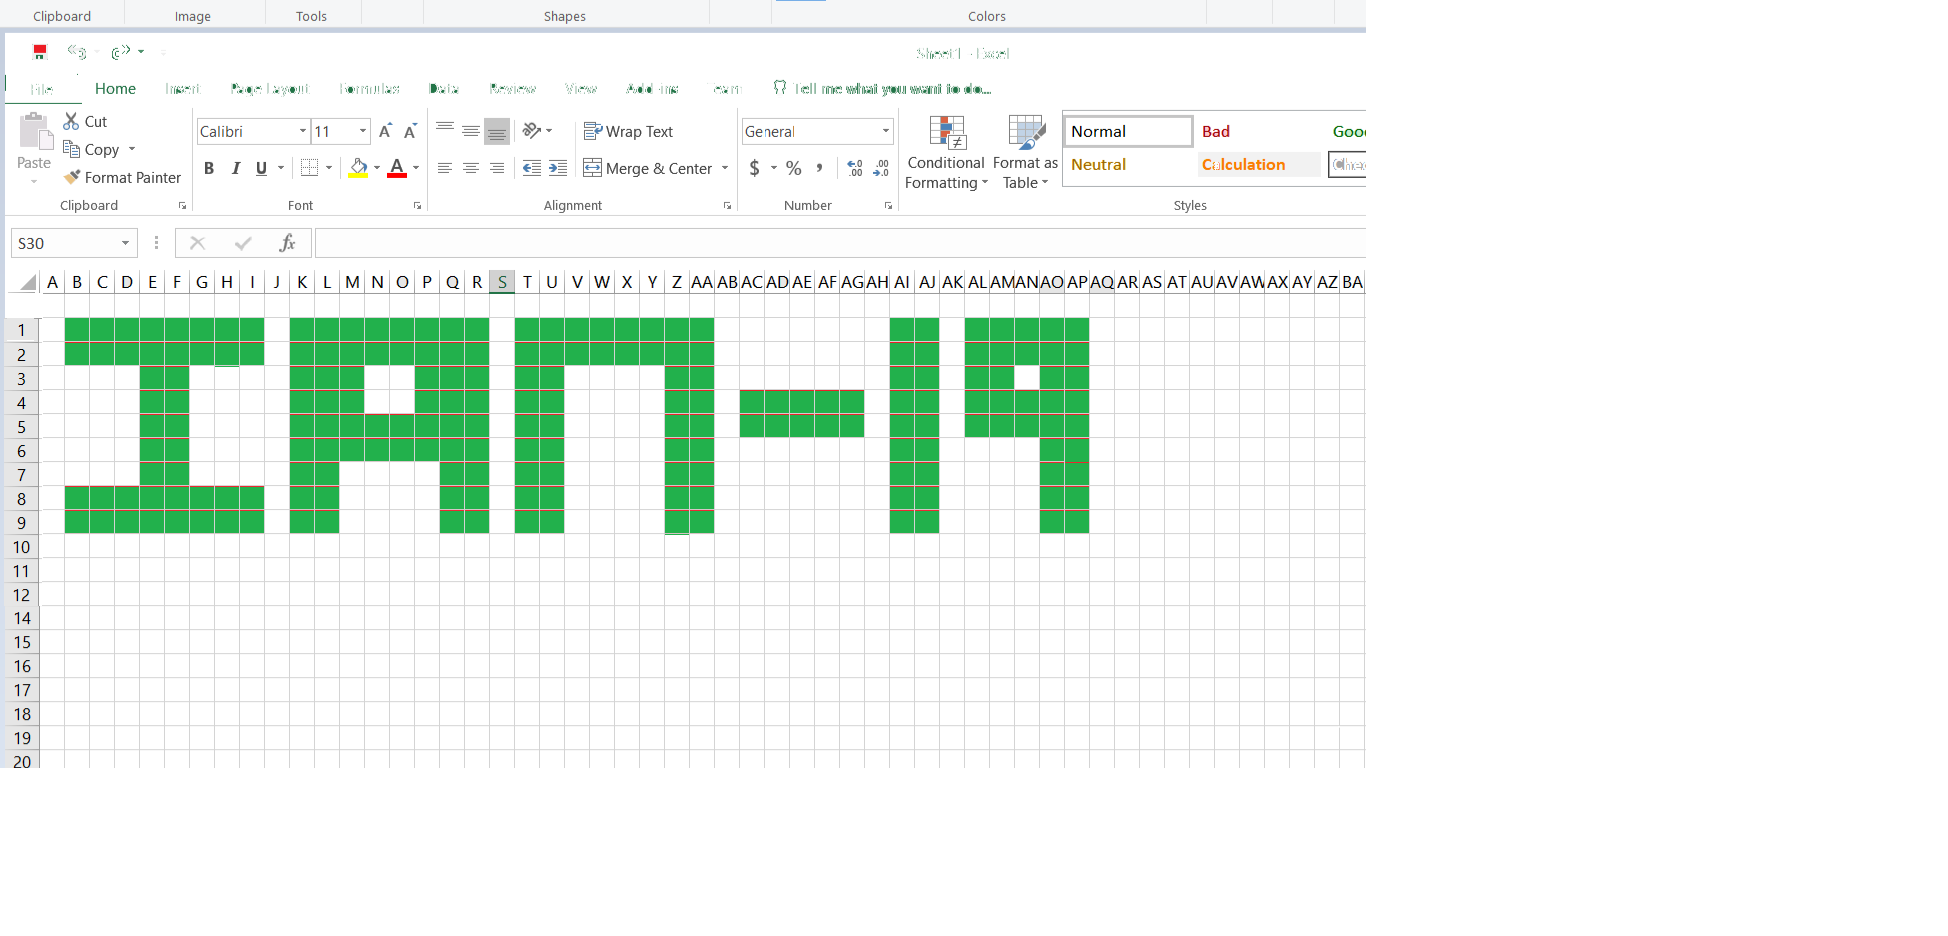 Clipboard Image Tools Shapes Colors
Sheet1 - Excel
File Home Insert Page Layout Formulas Data Review View Add-ins Team Tell me what you want to do...
Paste
Cut
Copy
Format Painter
Clipboard
Calibri 11
B I U A
Font
Wrap Text
Merge & Center
Alignment
General
$ % ,
Number
Conditional Formatting
Format as Table
Normal Bad Goo
Neutral Calculation Chec
Styles
S30 fx
A B C D E F G H I J K L M N O P Q R S T U V W X Y Z AA AB AC AD AE AF AG AH AI AJ AK AL AM AN AO AP AQ AR AS AT AU AV AW AX AY AZ BA
ІАП-19
1
2
3
4
5
6
7
8
9
10
11
12
14
15
16
17
18
19
20